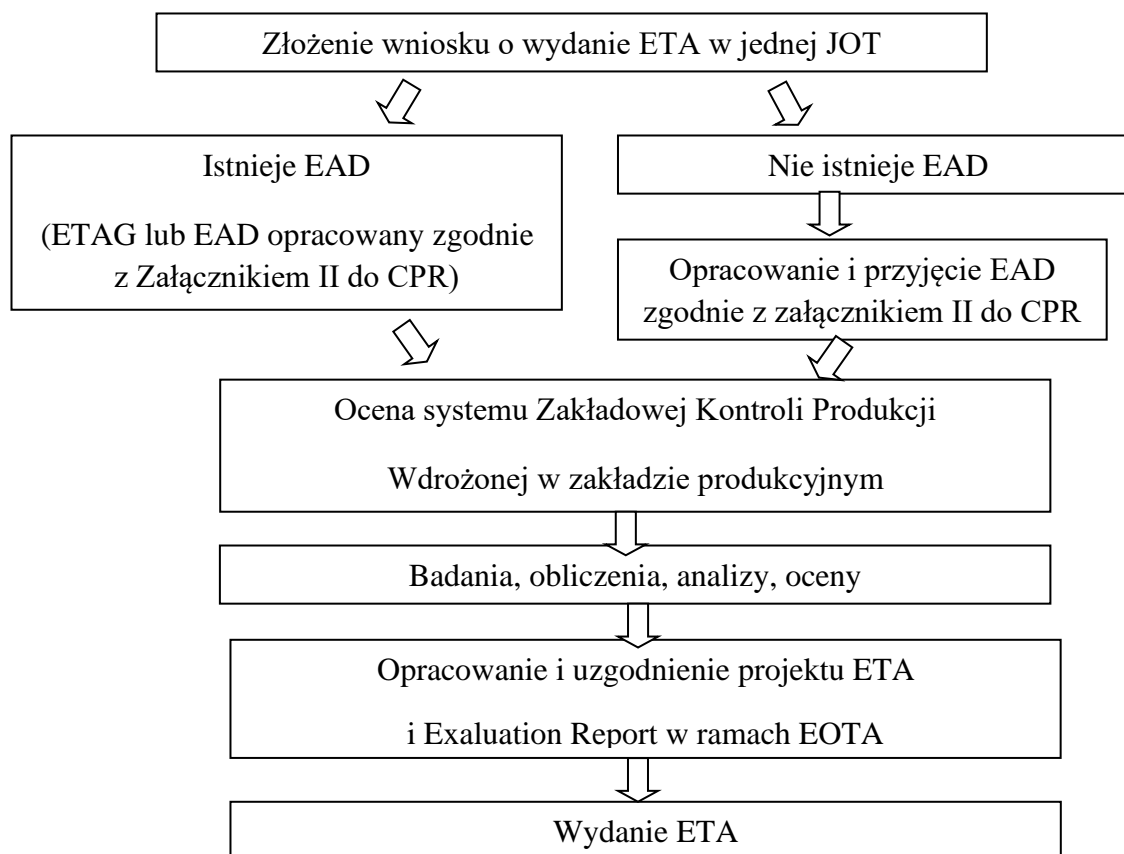 Złożenie wniosku o wydanie ETA w jednej JOT
Istnieje EAD
(ETAG lub EAD opracowany zgodnie
z Załącznikiem II do CPR)
Nie istnieje EAD
Opracowanie i przyjęcie EAD
zgodnie z załącznikiem II do CPR
Ocena systemu Zakładowej Kontroli Produkcji
Wdrożonej w zakładzie produkcyjnym
Badania, obliczenia, analizy, oceny
Opracowanie i uzgodnienie projektu ETA
i Exaluation Report w ramach EOTA
Wydanie ETA